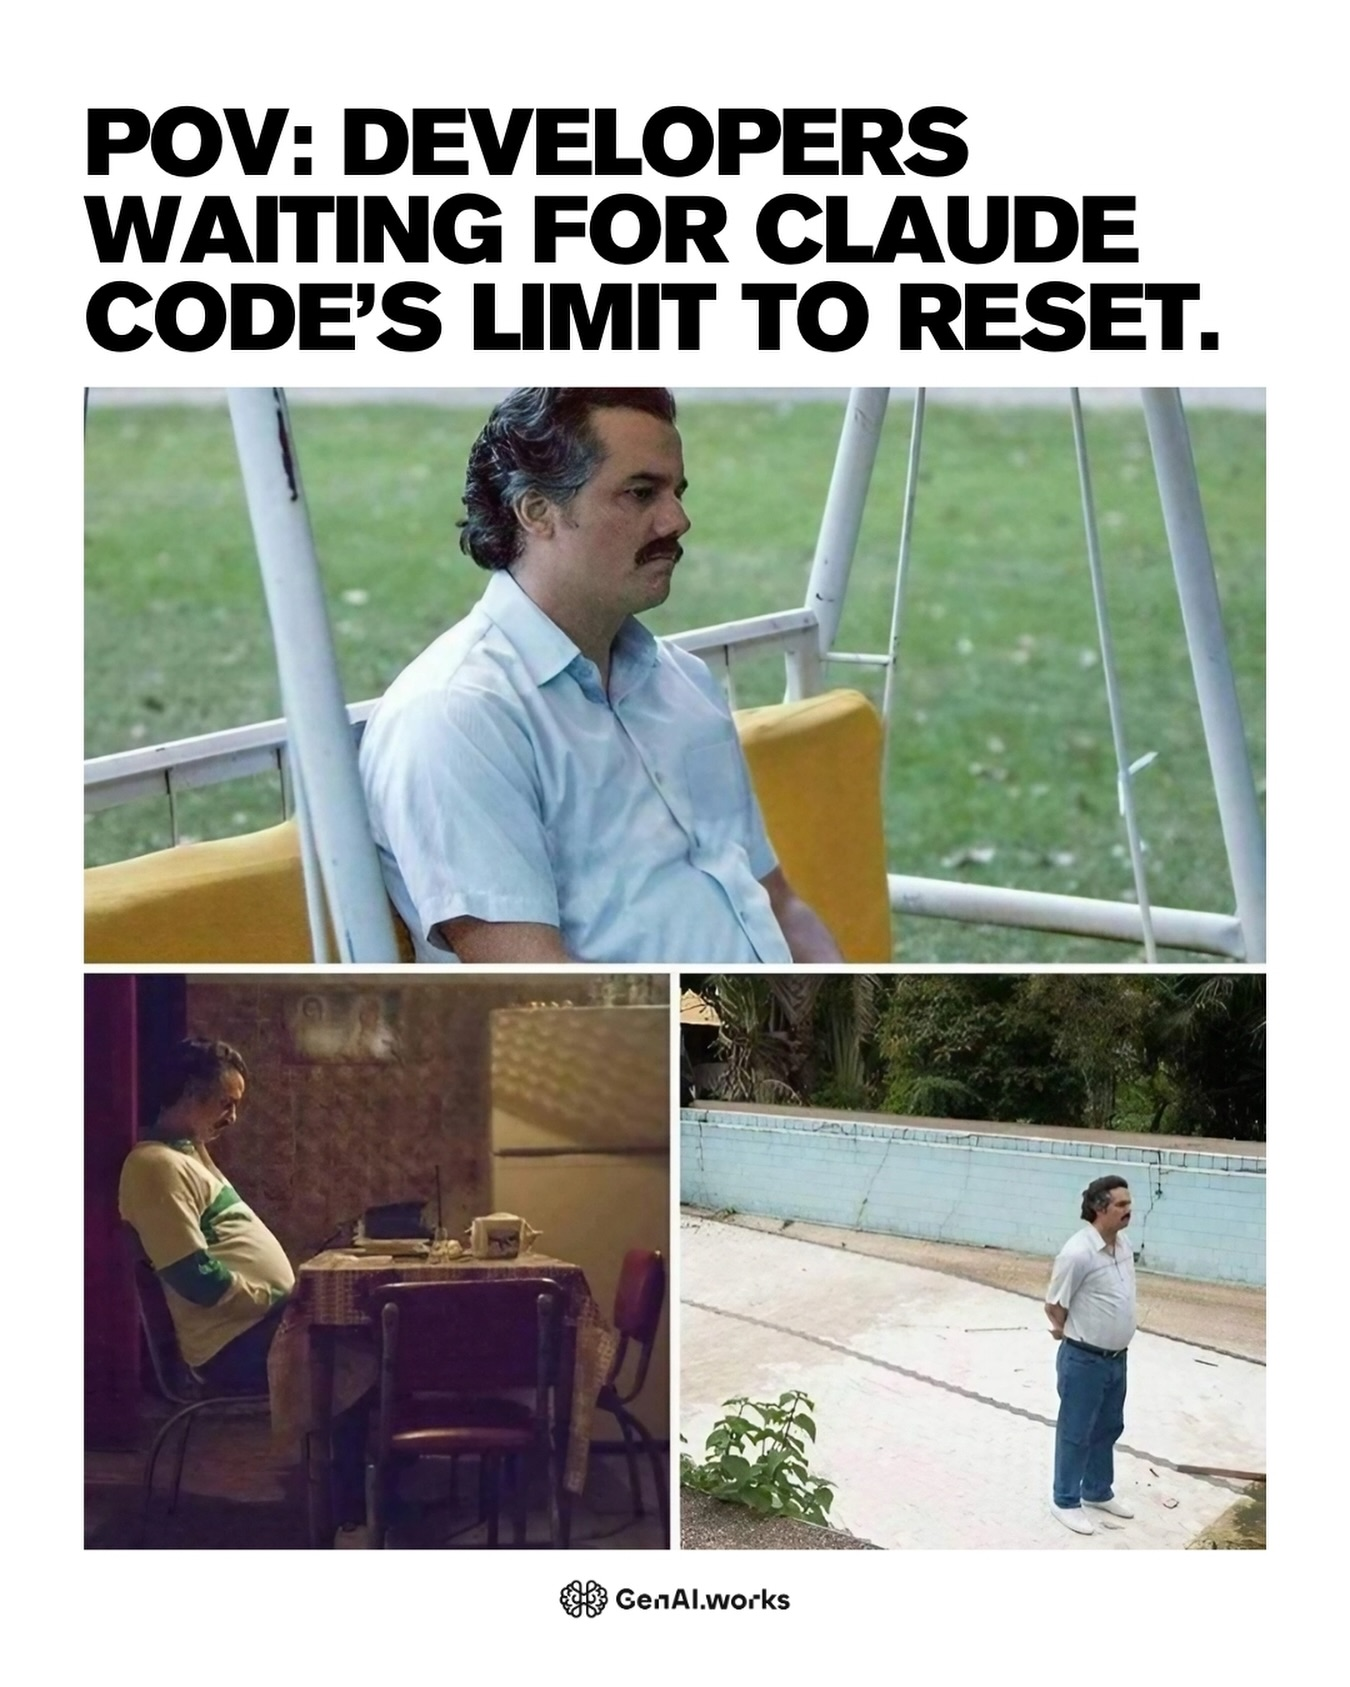 POV: DEVELOPERS
WAITING FOR CLAUDE
CODE’S LIMIT TO RESET.
GenAI.works